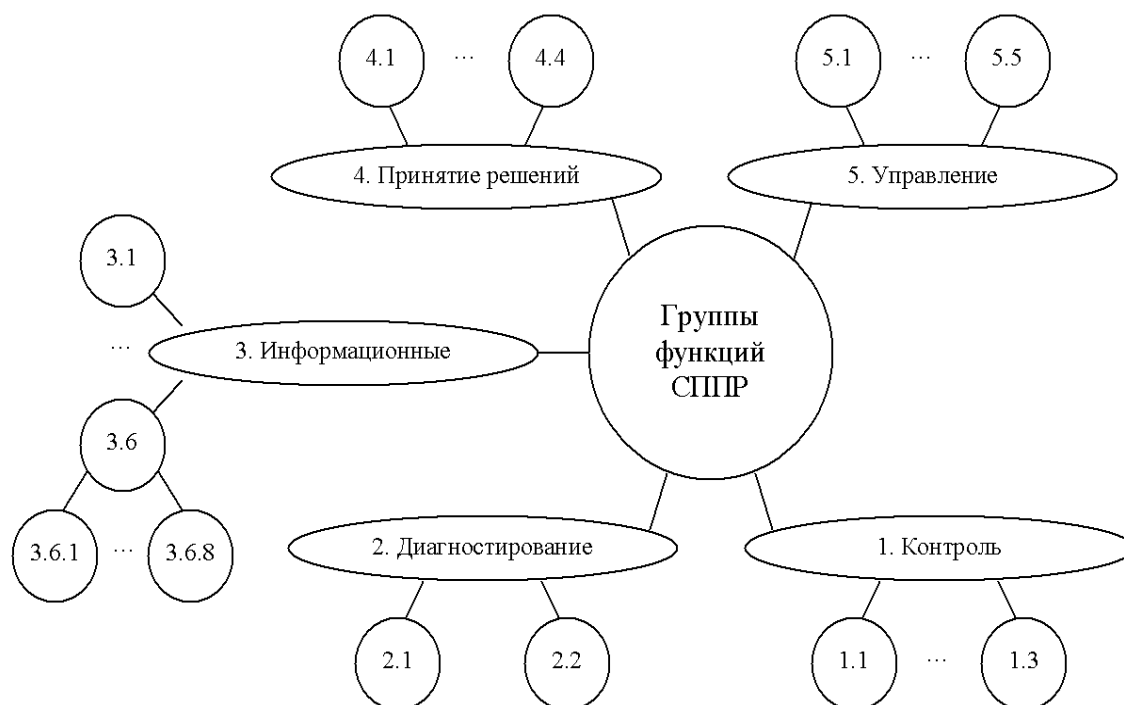 4.1 … 4.4
5.1 … 5.5
4. Принятие решений
5. Управление
3.1
…
3. Информационные
Группы
функций
СППР
3.6
3.6.1 … 3.6.8
2. Диагностирование
1. Контроль
2.1
2.2
1.1 … 1.3